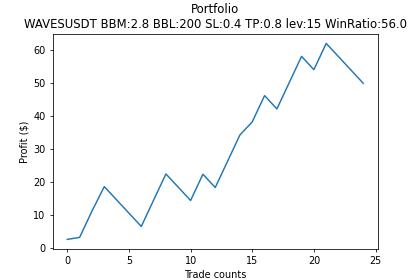 Portfolio
WAVESUSDT BBM:2.8 BBL:200 SL:0.4 TP:0.8 lev:15 WinRatio:56.0
60
50
40
30
20
10
0
Profit ($)
0 5 10 15 20 25
Trade counts